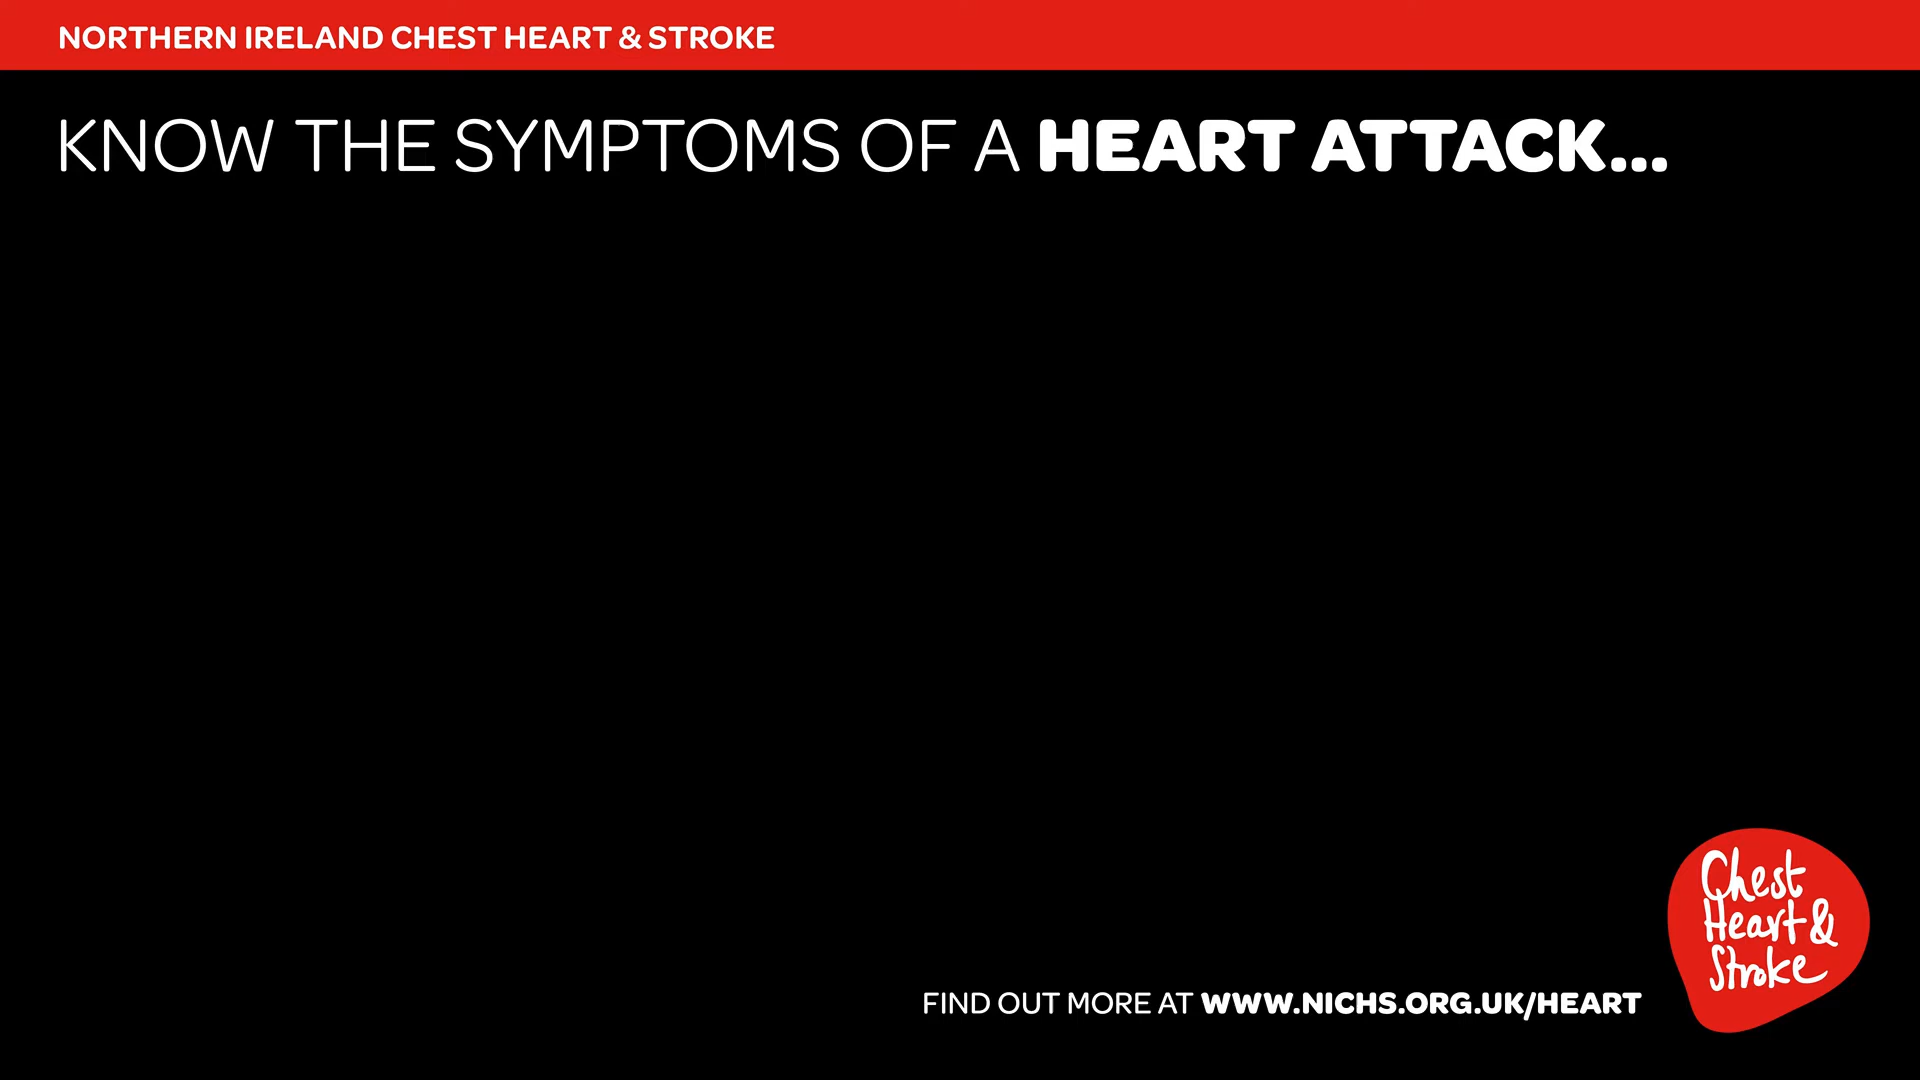 NORTHERN IRELAND CHEST HEART & STROKE
KNOW THE SYMPTOMS OF A HEART ATTACK...
Chest
Heart &
Stroke
FIND OUT MORE AT WWW.NICHS.ORG.UK/HEART